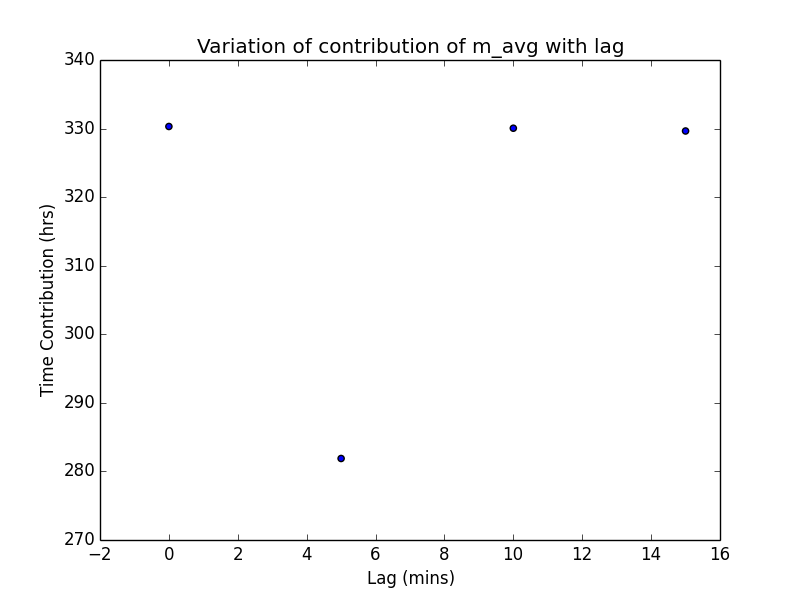 Variation of contribution of m_avg with lag
340
330
320
310
300
290
280
270
Time Contribution (hrs)
−2 0 2 4 6 8 10 12 14 16
Lag (mins)